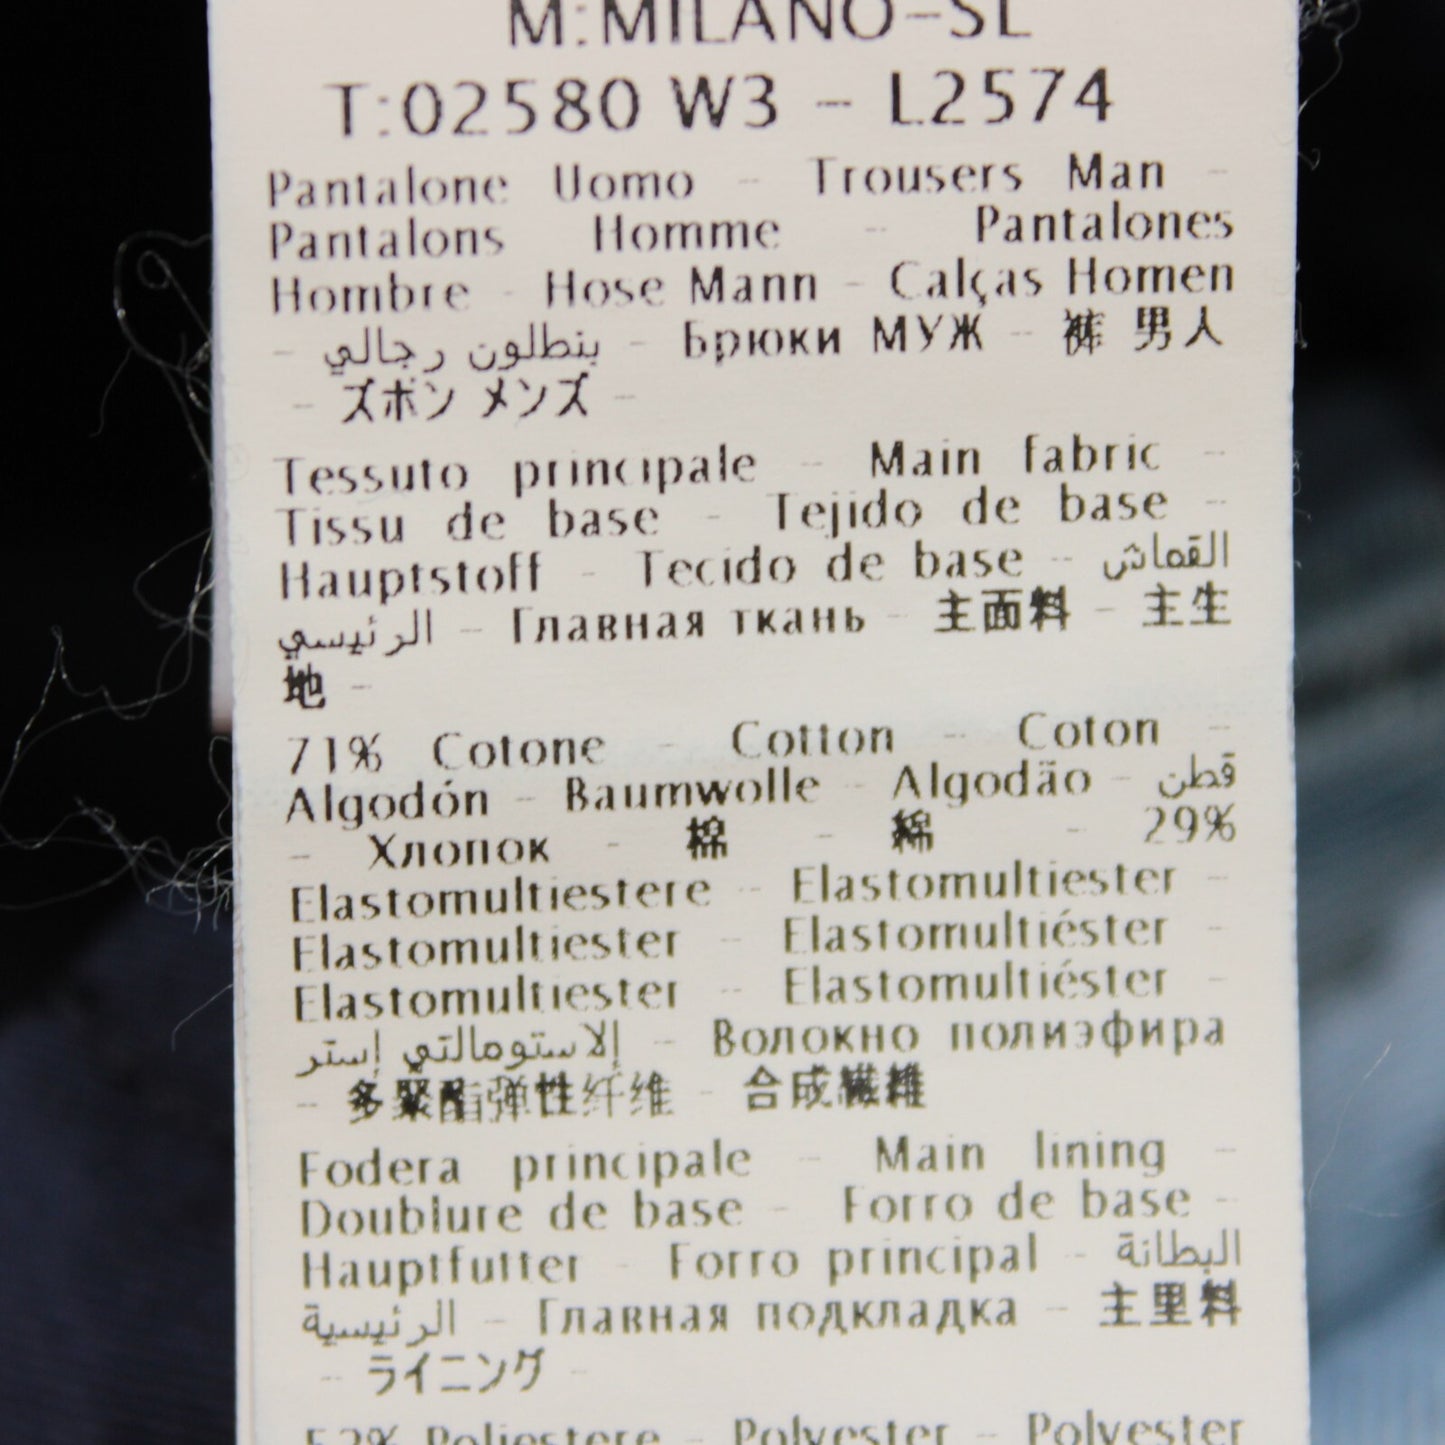 M:MILANO-SL
T:02580 W3 - L2574
Pantalone Uomo - Trousers Man -
Pantalons Homme - Pantalones
Hombre - Hose Mann - Calças Homen
- بنطلون رجالي - Брюки МУЖ - 裤 男人
- ズボン メンズ -
Tessuto principale - Main fabric -
Tissu de base - Tejido de base -
Hauptstoff - Tecido de base - القماش
الرئيسي - Главная ткань - 主面料 - 主生
地 -
71% Cotone - Cotton - Coton -
Algodón - Baumwolle - Algodão - قطن
- Хлопок - 棉 - 綿 - 29%
Elastomultiestere - Elastomultiester -
Elastomultiester - Elastomultiéster -
Elastomultiester - Elastomultiéster -
إلاستومالتي إستر - Волокно полиэфира
- 多聚酯弹性纤维 - 合成繊維
Fodera principale - Main lining -
Doublure de base - Forro de base -
Hauptfutter - Forro principal - البطانة
الرئيسية - Главная подкладка - 主里料
- ライニング -
52% Poliestere - Polyester - Polyester